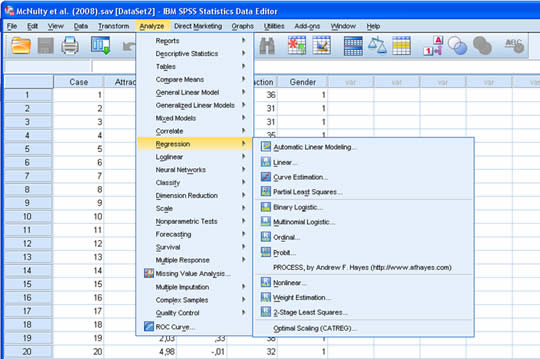 McNulty et al. (2008).sav [DataSet2] - IBM SPSS Statistics Data Editor
File Edit View Data Transform Analyze Direct Marketing Graphs Utilities Add-ons Window Help
Case Attrac ction Gender var var var
1 1 36 1
2 2 31 1
3 3 31 1
4 4 35 1
5 5
6 6
7 7
8 8
9 9
10 10
11 11
12 12
13 13
14 14
15 15
16 16
17 17
18 18
19 19 2,03 ,33
20 20 4,98 -,01 32 1
Reports
Descriptive Statistics
Tables
Compare Means
General Linear Model
Generalized Linear Models
Mixed Models
Correlate
Regression
Loglinear
Neural Networks
Classify
Dimension Reduction
Scale
Nonparametric Tests
Forecasting
Survival
Multiple Response
Missing Value Analysis...
Multiple Imputation
Complex Samples
Quality Control
ROC Curve...
Automatic Linear Modeling...
Linear...
Curve Estimation...
Partial Least Squares...
Binary Logistic...
Multinomial Logistic...
Ordinal...
Probit...
PROCESS, by Andrew F. Hayes (http://www.afhayes.com)
Nonlinear...
Weight Estimation...
2-Stage Least Squares...
Optimal Scaling (CATREG)...